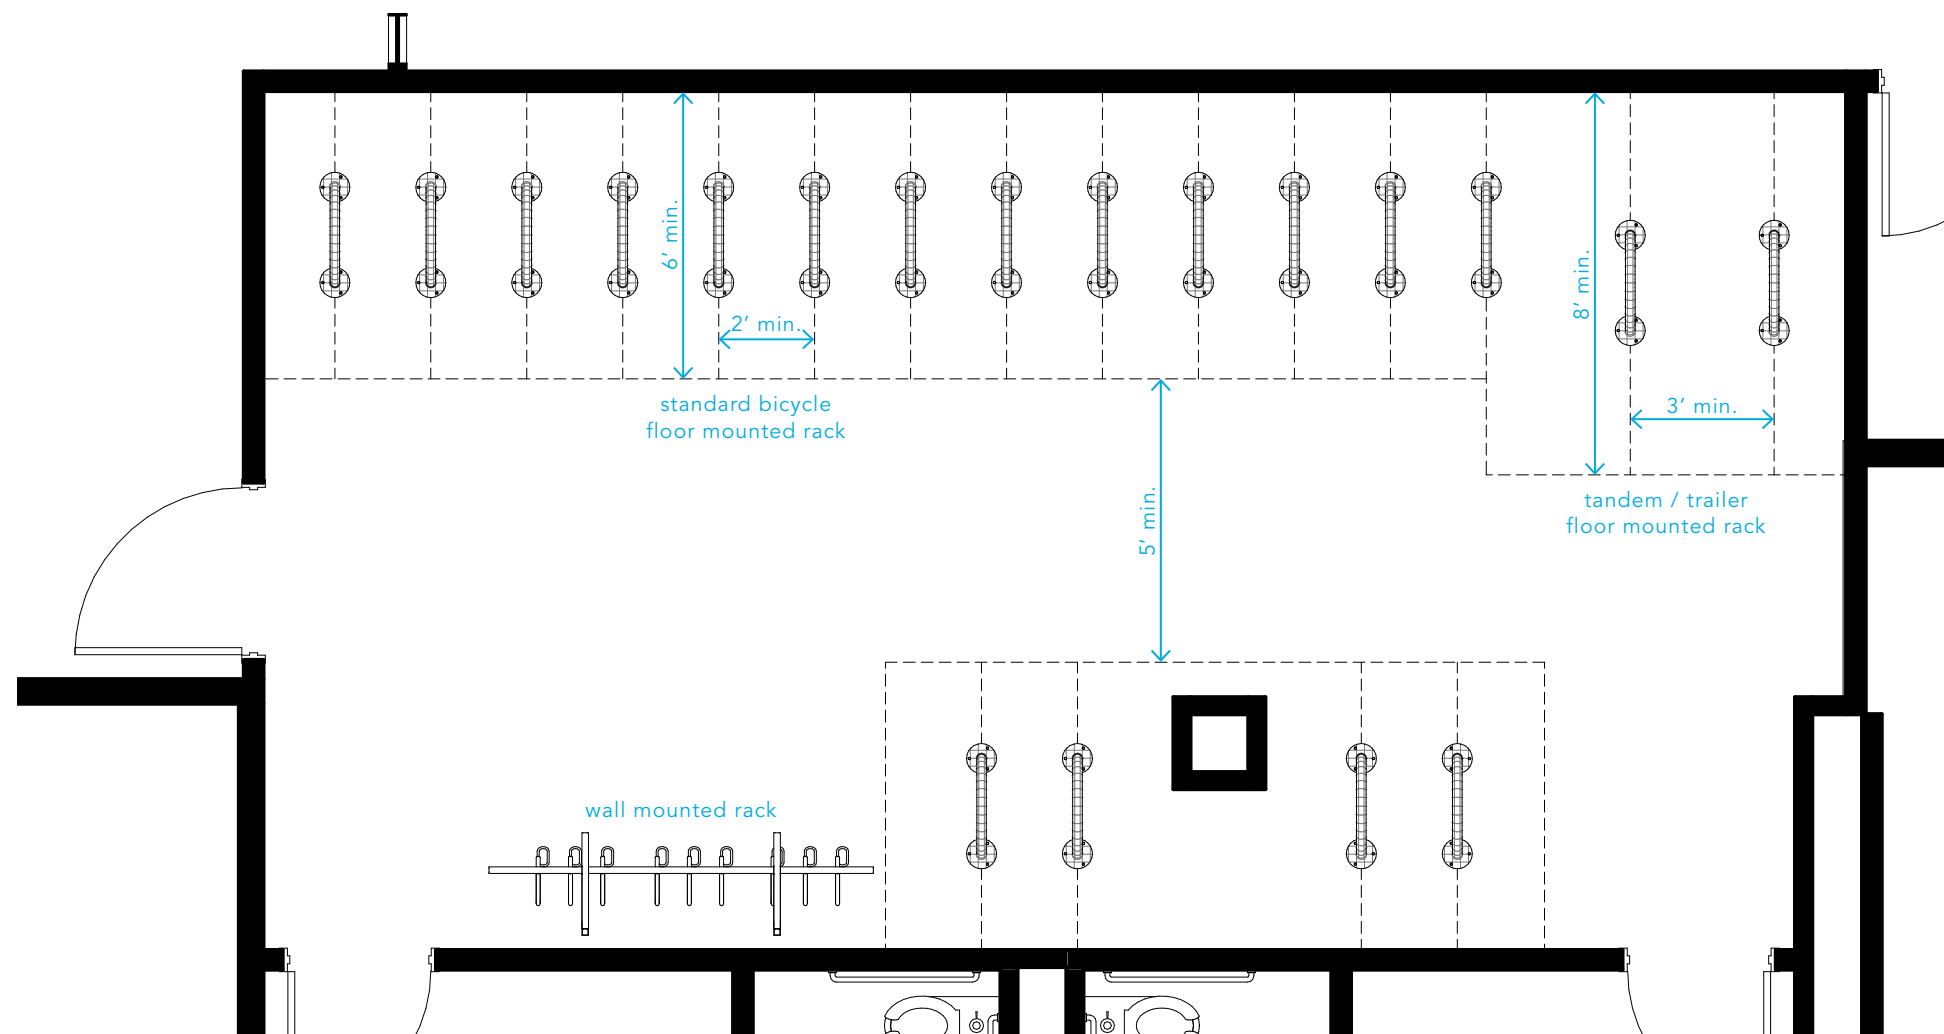 6’ min.
2’ min.
8’ min.
3’ min.
standard bicycle
floor mounted rack
5’ min.
tandem / trailer
floor mounted rack
wall mounted rack